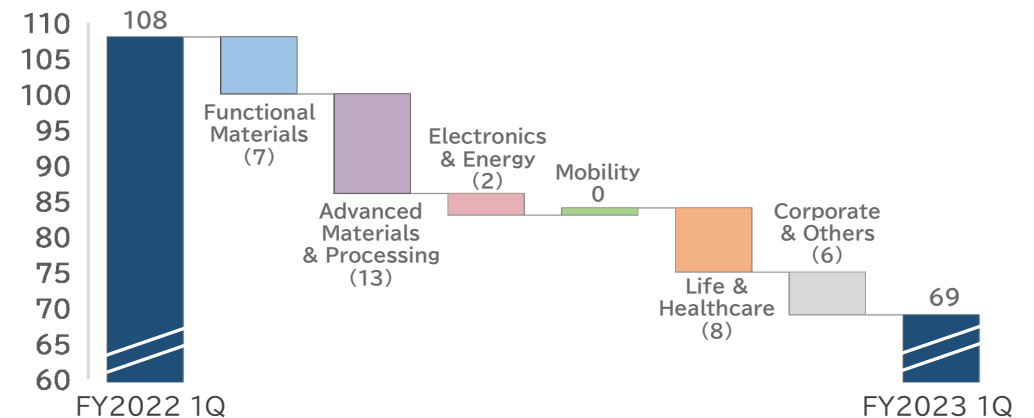 110
105
100
95
90
85
80
75
70
65
60
108
Functional
Materials
(7)
Advanced
Materials
& Processing
(13)
Electronics
& Energy
(2)
Mobility
0
Life &
Healthcare
(8)
Corporate
& Others
(6)
69
FY2022 1Q
FY2023 1Q